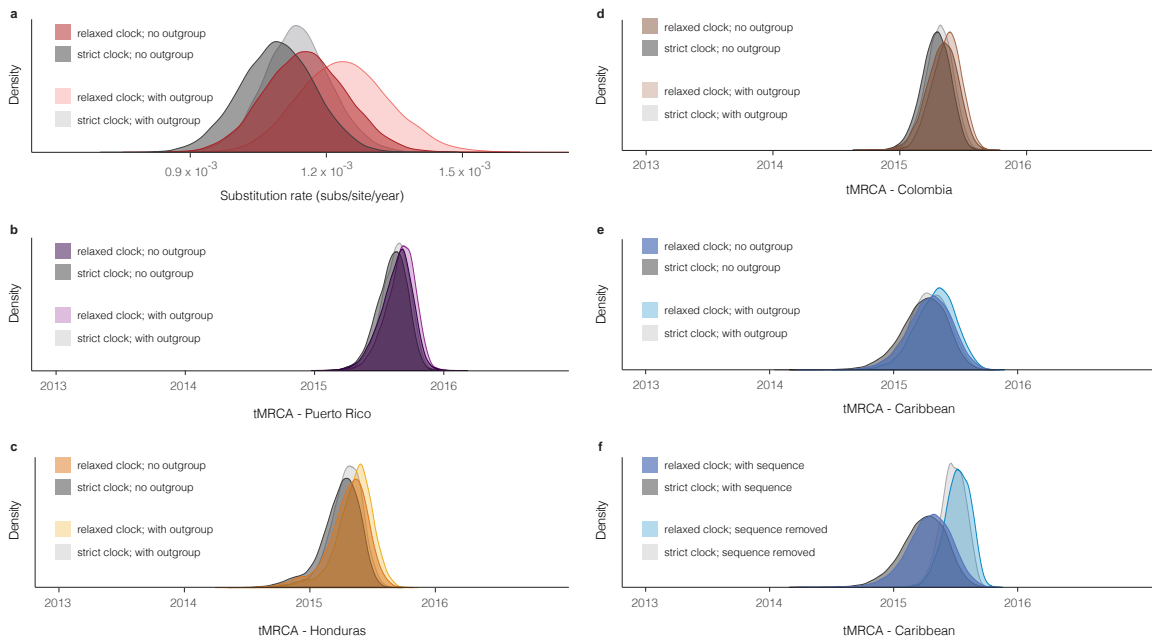 a
relaxed clock; no outgroup
strict clock; no outgroup
relaxed clock; with outgroup
strict clock; with outgroup
Density
0.9 x 10⁻³
1.2 x 10⁻³
1.5 x 10⁻³
Substitution rate (subs/site/year)
b
relaxed clock; no outgroup
strict clock; no outgroup
relaxed clock; with outgroup
strict clock; with outgroup
Density
2013
2014
2015
2016
tMRCA - Puerto Rico
c
relaxed clock; no outgroup
strict clock; no outgroup
relaxed clock; with outgroup
strict clock; with outgroup
Density
2013
2014
2015
2016
tMRCA - Honduras
d
relaxed clock; no outgroup
strict clock; no outgroup
relaxed clock; with outgroup
strict clock; with outgroup
Density
2013
2014
2015
2016
tMRCA - Colombia
e
relaxed clock; no outgroup
strict clock; no outgroup
relaxed clock; with outgroup
strict clock; with outgroup
Density
2013
2014
2015
2016
tMRCA - Caribbean
f
relaxed clock; with sequence
strict clock; with sequence
relaxed clock; sequence removed
strict clock; sequence removed
Density
2013
2014
2015
2016
tMRCA - Caribbean